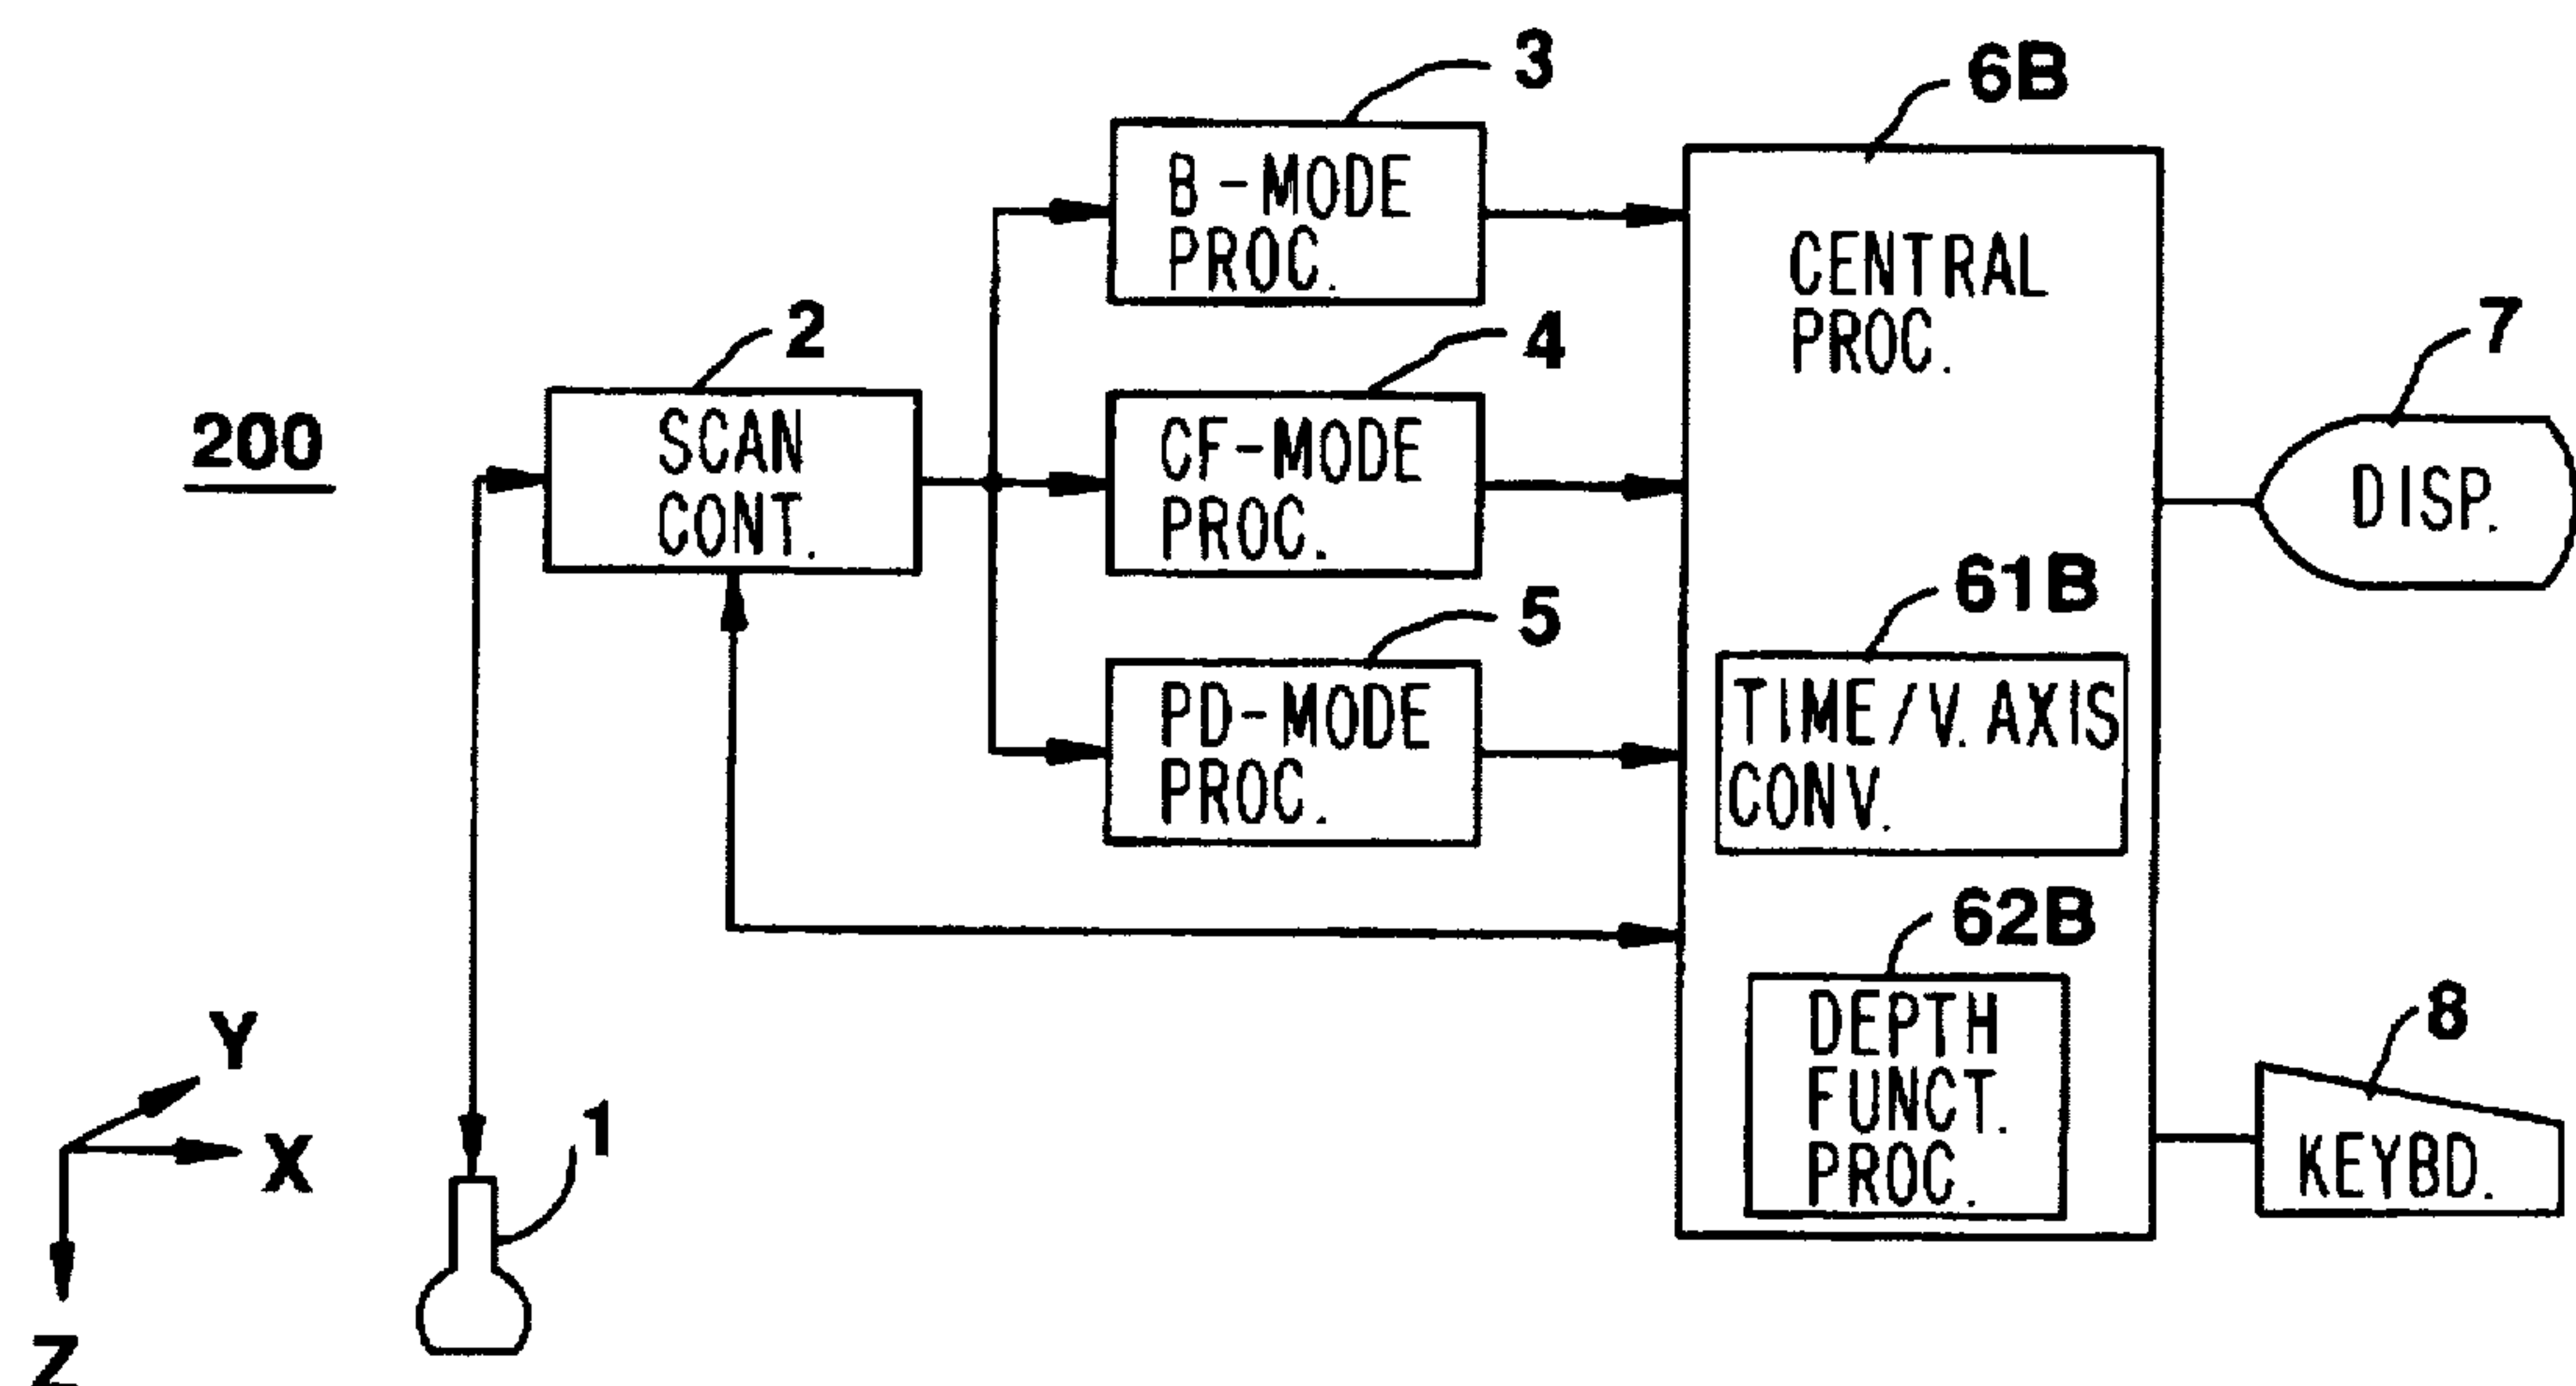 3
6B
B-MODE
PROC.
CENTRAL
PROC.
2
4
7
200
SCAN
CONT.
CF-MODE
PROC.
DISP.
5
61B
PD-MODE
PROC.
TIME/V.AXIS
CONV.
62B
DEPTH
FUNCT.
PROC.
8
KEYBD.
Y
X
Z
1